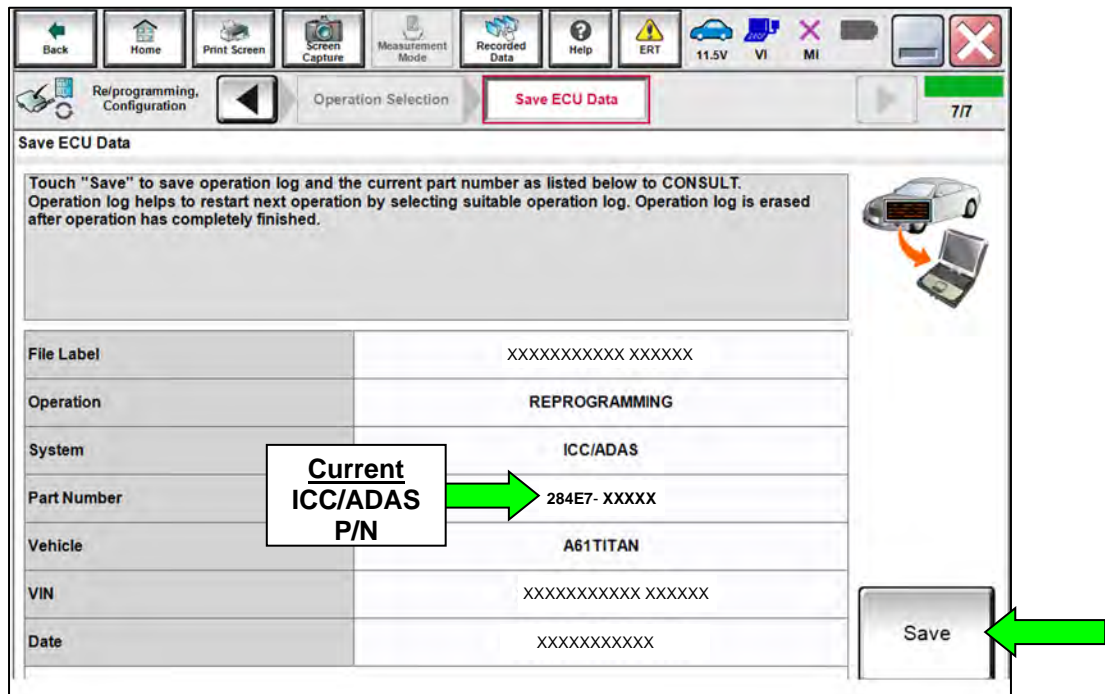 Back
Home
Print Screen
Screen
Capture
Measurement
Mode
Recorded
Data
Help
ERT
11.5V
VI
MI
Re/programming,
Configuration
Operation Selection
Save ECU Data
7/7
Save ECU Data
Touch "Save" to save operation log and the current part number as listed below to CONSULT.
Operation log helps to restart next operation by selecting suitable operation log. Operation log is erased
after operation has completely finished.
File Label
XXXXXXXXXXX XXXXXX
Operation
REPROGRAMMING
System
ICC/ADAS
Part Number
284E7- XXXXX
Current
ICC/ADAS
P/N
Vehicle
A61TITAN
VIN
XXXXXXXXXXX XXXXXX
Date
XXXXXXXXXXX
Save